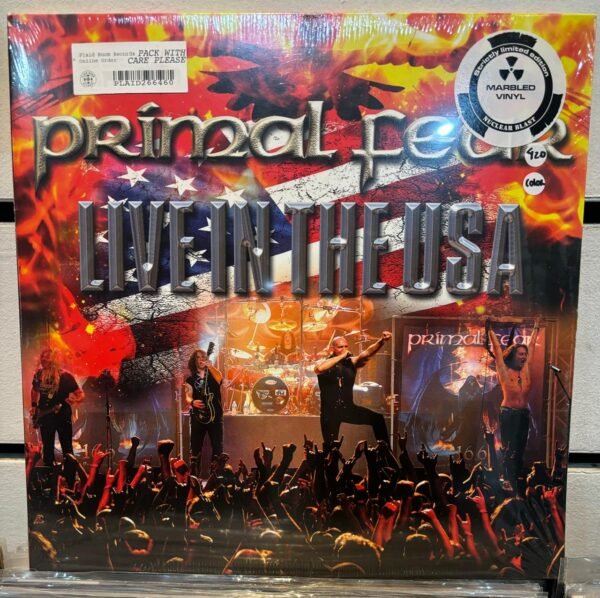 Plaid Room Records PACK WITH
Online Order CARE PLEASE
PLAID266460
Strictly limited edition
MARBLED
VINYL
NUCLEAR BLAST
420
Color
primal fear
LIVE IN THE USA
primal fear